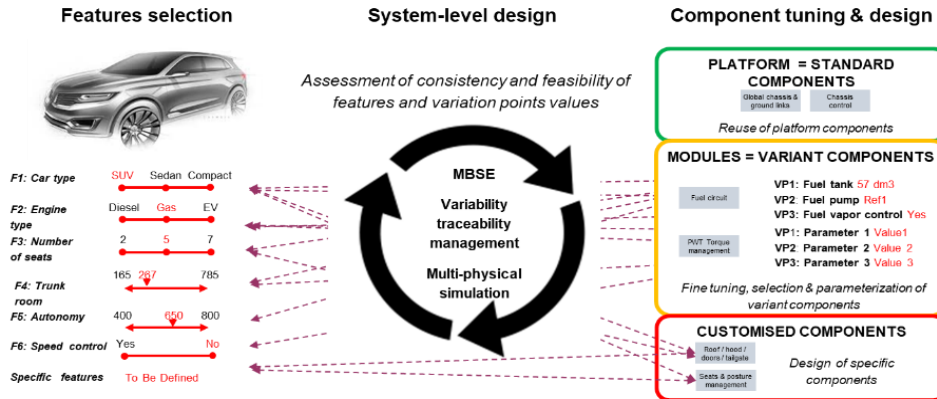 Features selection
System-level design
Component tuning & design
Assessment of consistency and feasibility of
features and variation points values
MBSE
Variability
traceability
management
Multi-physical
simulation
F1: Car type
SUV Sedan Compact
F2: Engine
type
Diesel Gas EV
F3: Number
of seats
2 5 7
F4: Trunk
room
165 267 785
F5: Autonomy
400 650 800
F6: Speed control
Yes No
Specific features
To Be Defined
PLATFORM = STANDARD
COMPONENTS
Global chassis &
ground links
Chassis
control
Reuse of platform components
MODULES = VARIANT COMPONENTS
Fuel circuit
VP1: Fuel tank 57 dm3
VP2: Fuel pump Ref1
VP3: Fuel vapor control Yes
PWT Torque
management
VP1: Parameter 1 Value1
VP2: Parameter 2 Value 2
VP3: Parameter 3 Value 3
Fine tuning, selection & parameterization of
variant components
CUSTOMISED COMPONENTS
Roof / hood /
doors / tailgate
Seats & posture
management
Design of specific
components